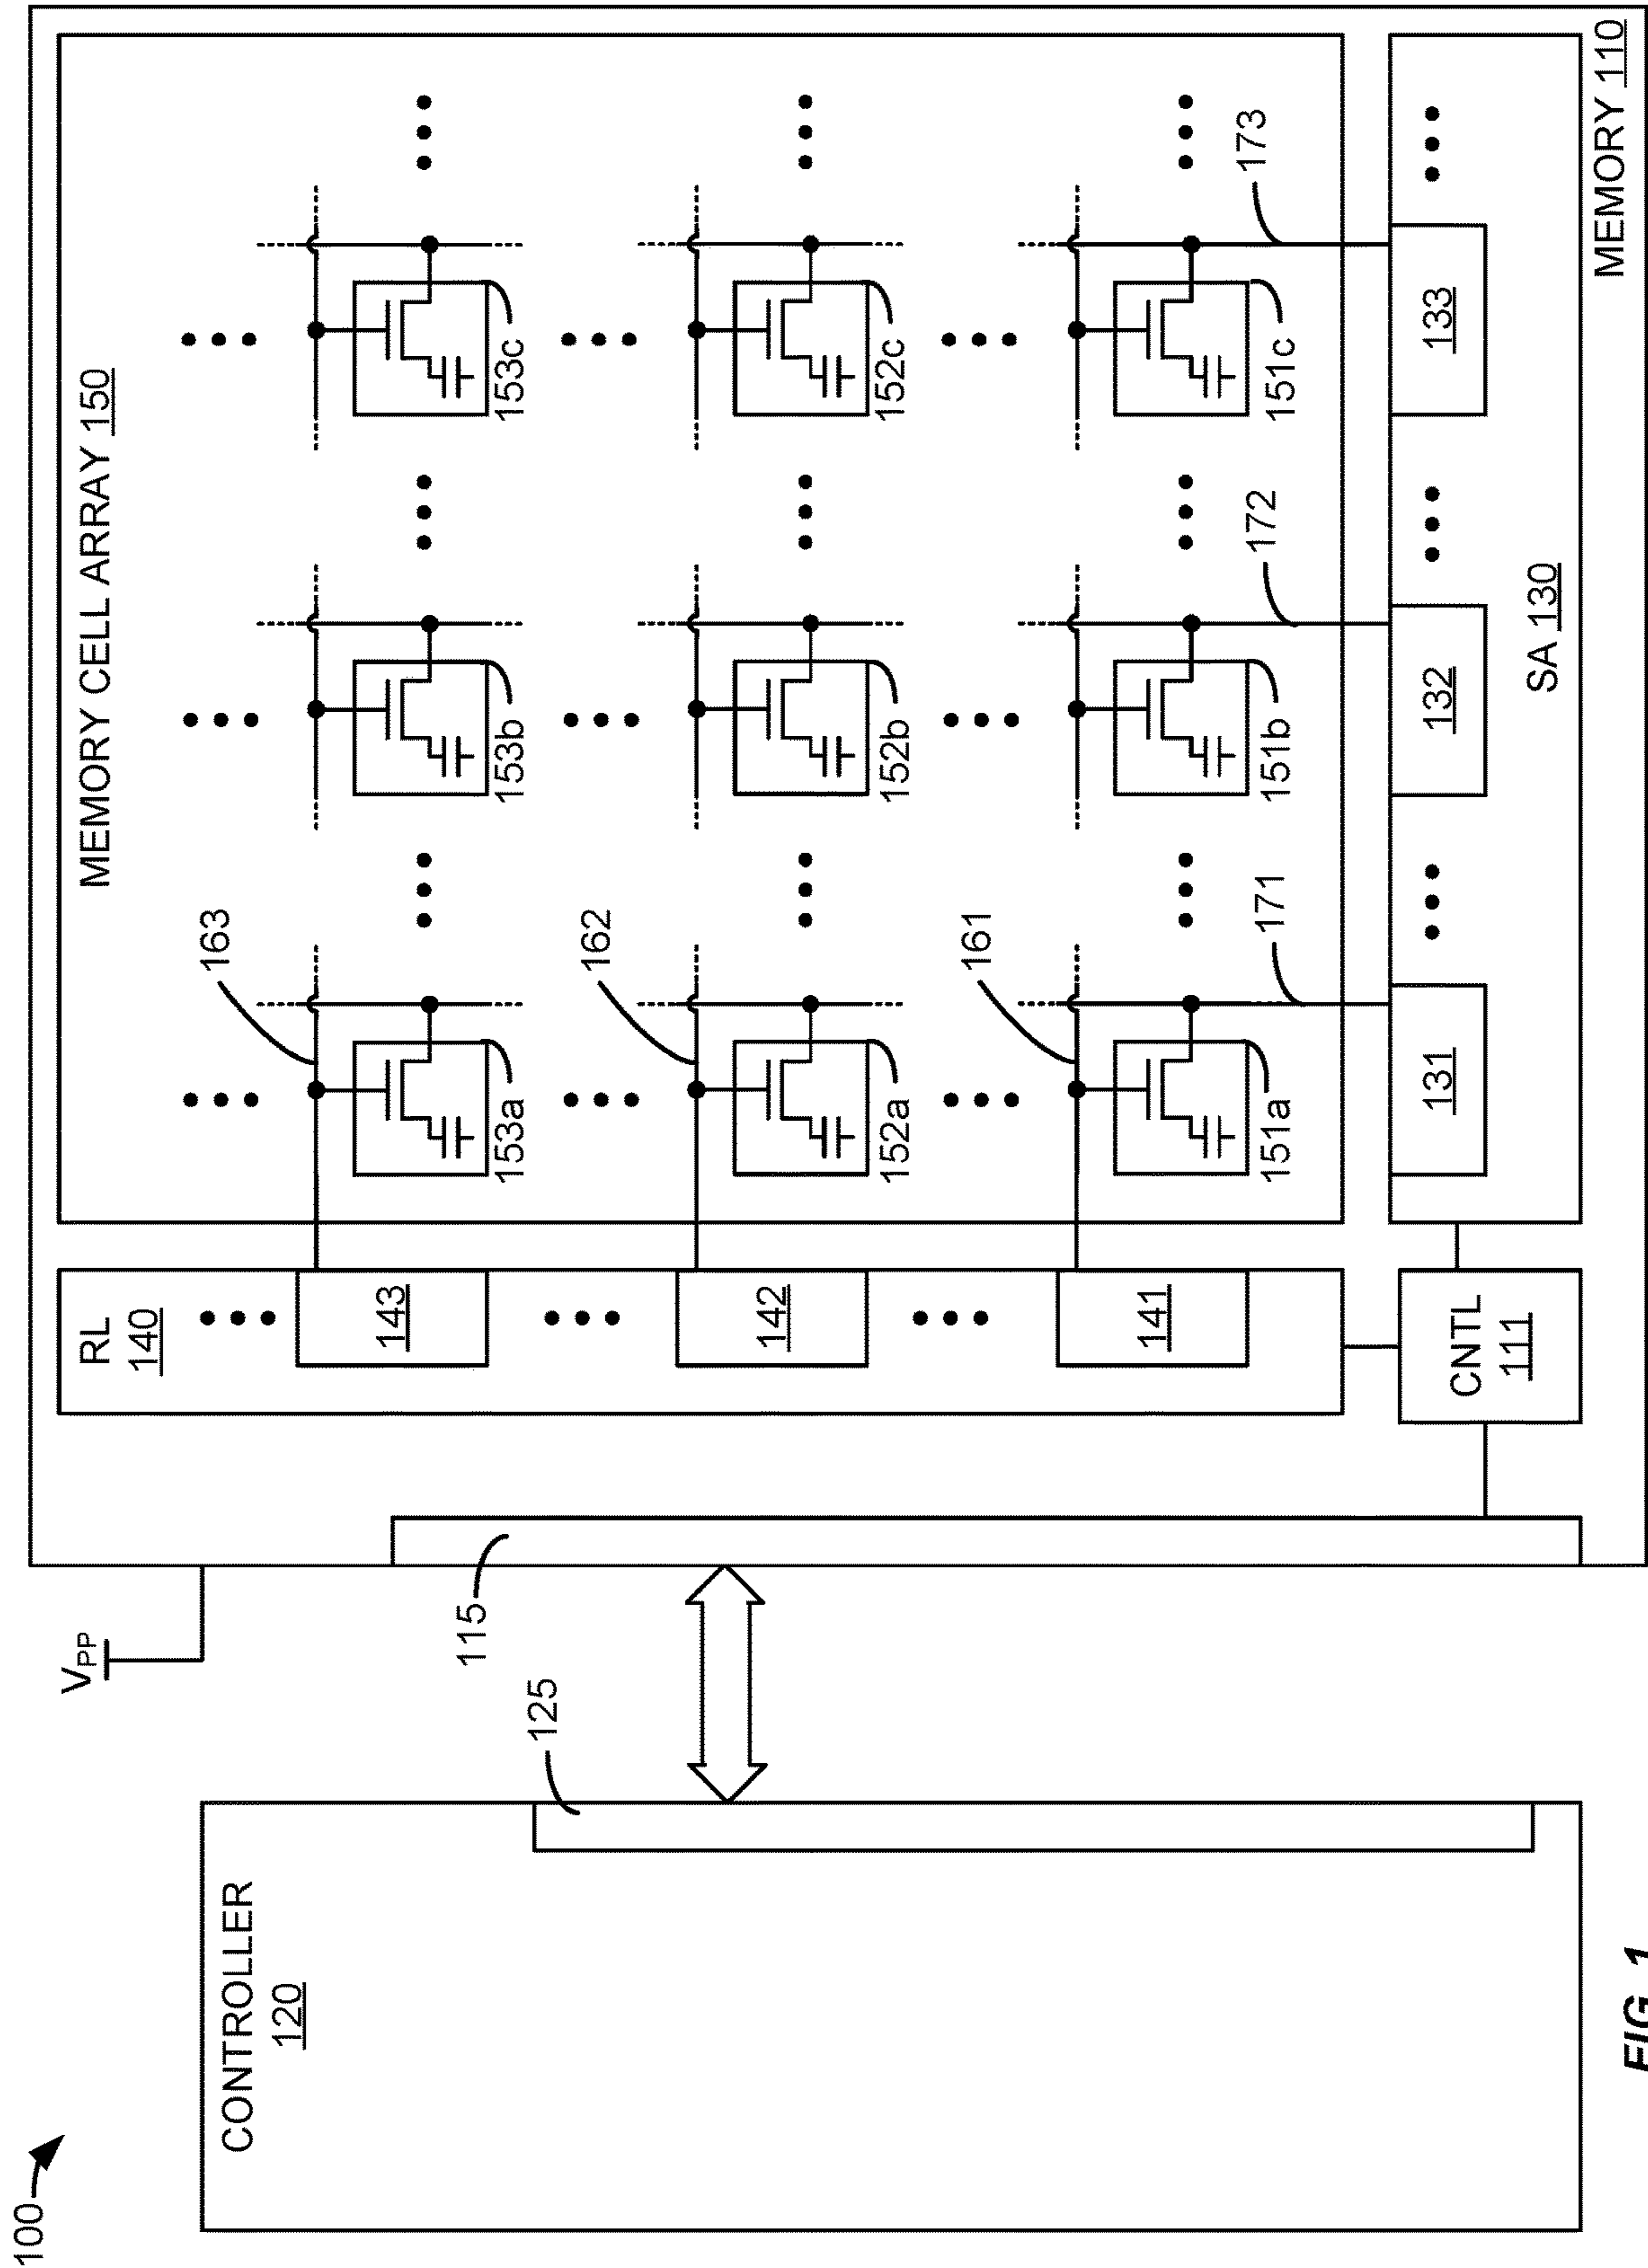 100
CONTROLLER
120
125
V_PP
115
RL
140
143
142
141
CNTL
111
MEMORY CELL ARRAY 150
163
153a
153b
153c
162
152a
152b
152c
161
151a
151b
151c
171
172
173
131
132
133
SA 130
MEMORY 110
FIG. 1